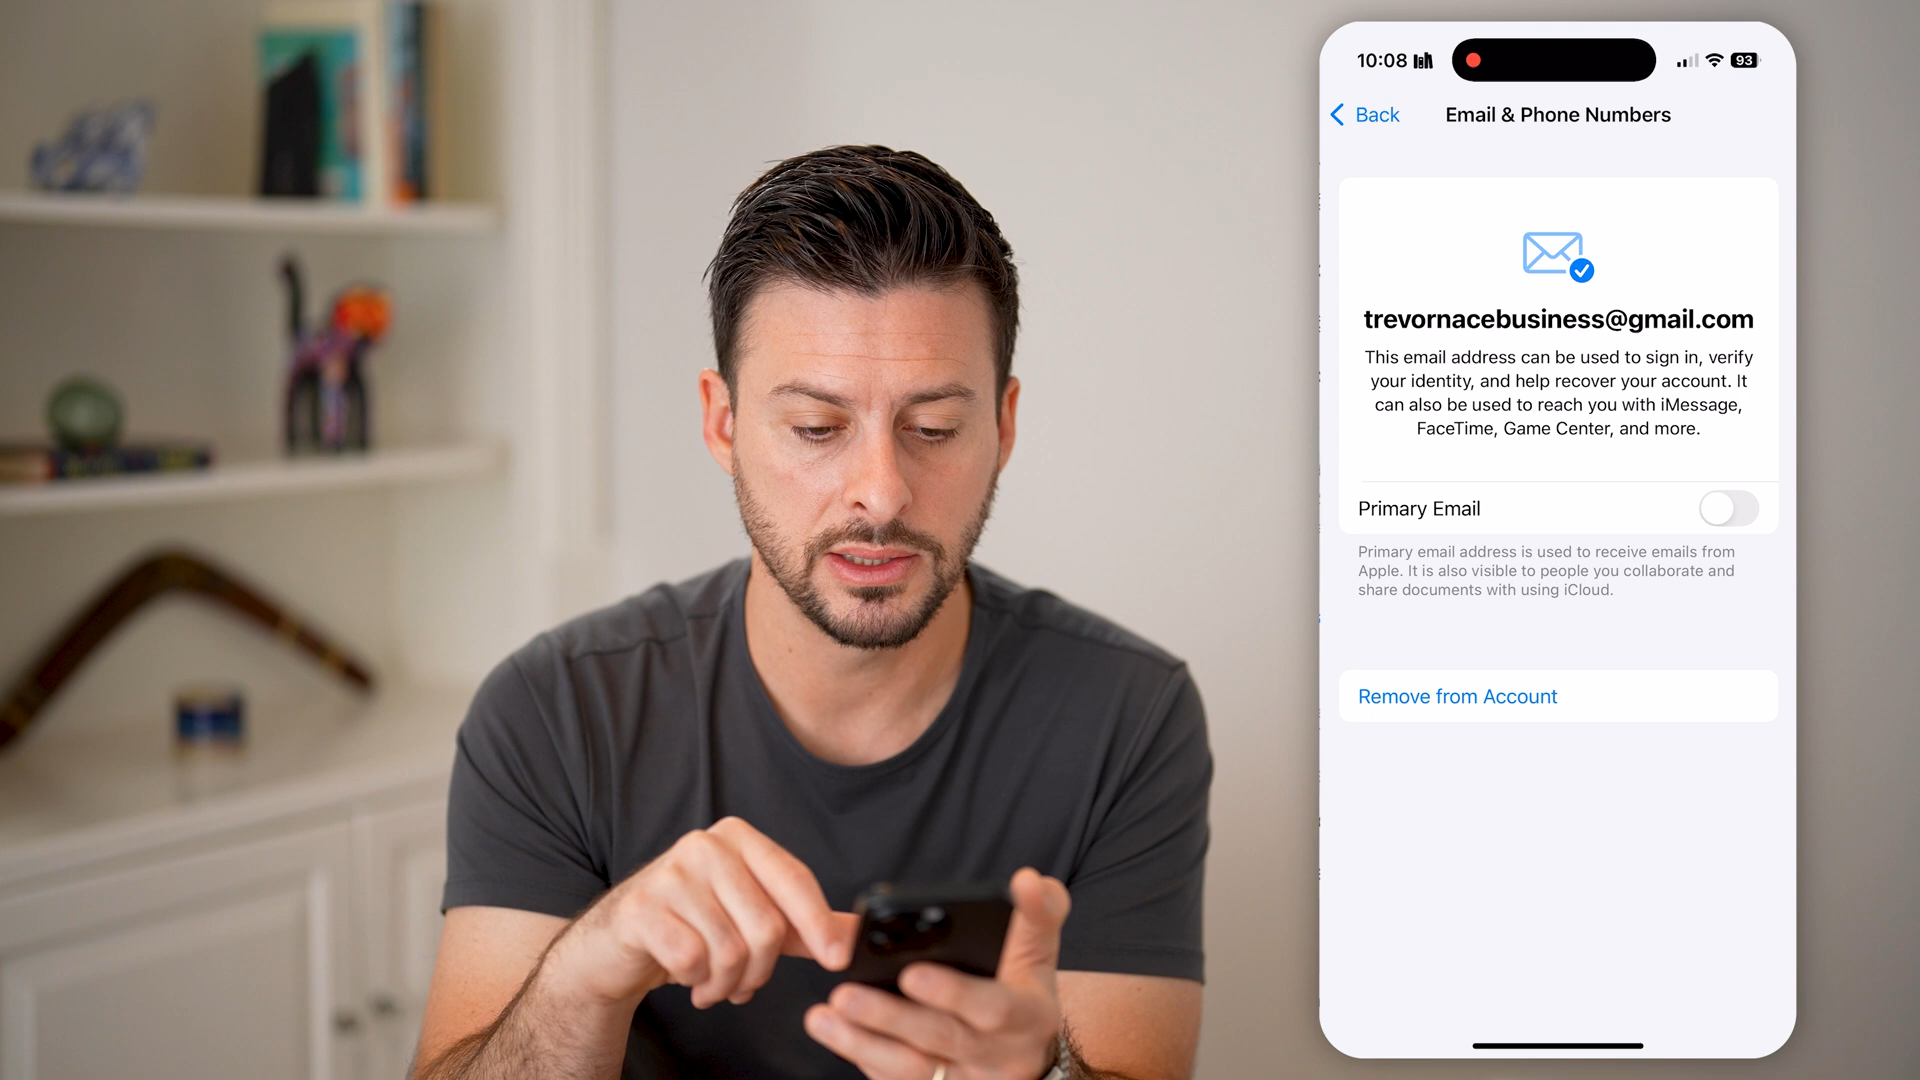 10:08
93
Back
Email & Phone Numbers
trevornacebusiness@gmail.com
This email address can be used to sign in, verify
your identity, and help recover your account. It
can also be used to reach you with iMessage,
FaceTime, Game Center, and more.
Primary Email
Primary email address is used to receive emails from
Apple. It is also visible to people you collaborate and
share documents with using iCloud.
Remove from Account